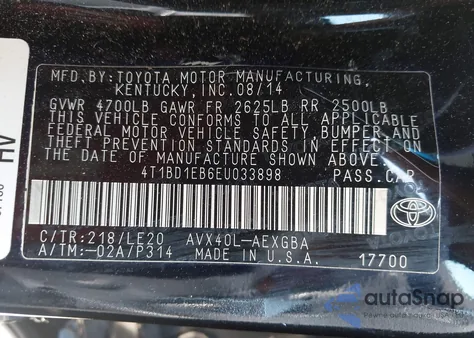 MFD.BY:TOYOTA MOTOR MANUFACTURING,
KENTUCKY,INC.08/14
GVWR 4700LB GAWR FR 2625LB RR 2500LB
THIS VEHICLE CONFORMS TO ALL APPLICABLE
FEDERAL MOTOR VEHICLE SAFETY,BUMPER,AND
THEFT PREVENTION STANDARDS IN EFFECT ON
THE DATE OF MANUFACTURE SHOWN ABOVE.
4T1BD1EB6EU033898 PASS.CAR
C/TR:218/LE20 AVX40L-AEXGBA
A/TM:-02A/P314 MADE IN U.S.A. 17700
HV
autoSnap